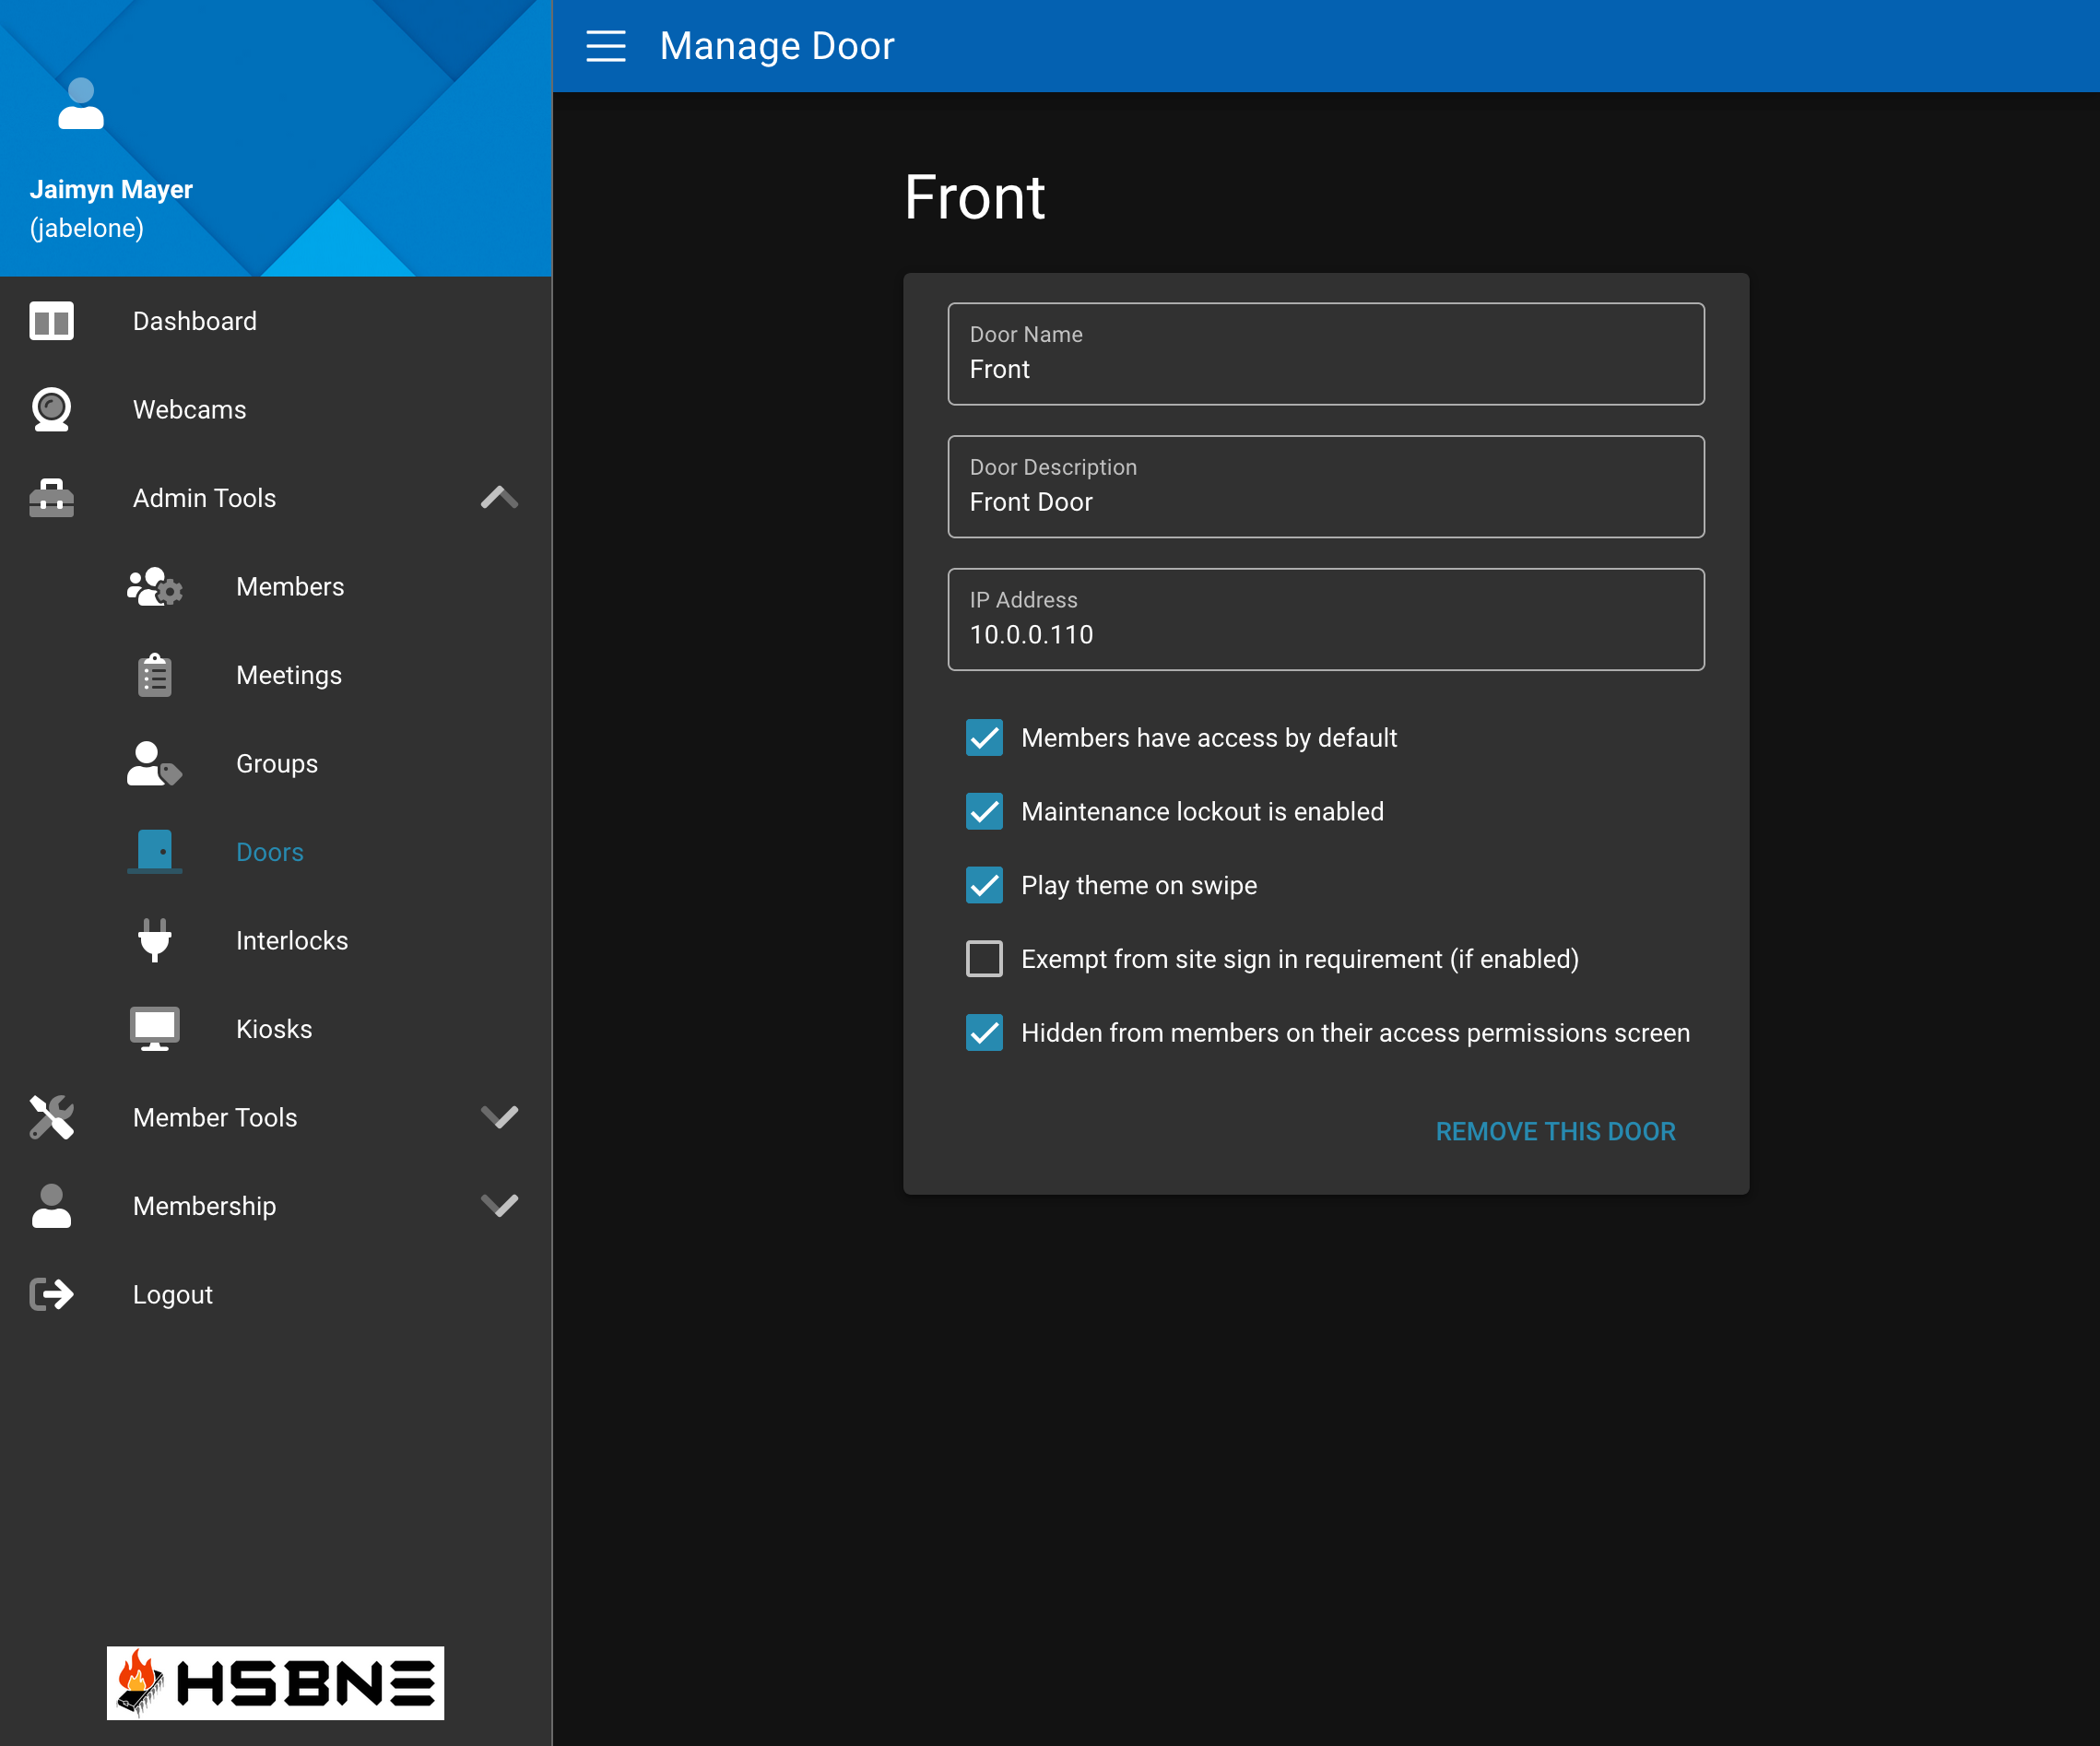 Jaimyn Mayer
(jabelone)
Dashboard
Webcams
Admin Tools
Members
Meetings
Groups
Doors
Interlocks
Kiosks
Member Tools
Membership
Logout
HSBNE
Manage Door
Front
Door Name
Front
Door Description
Front Door
IP Address
10.0.0.110
Members have access by default
Maintenance lockout is enabled
Play theme on swipe
Exempt from site sign in requirement (if enabled)
Hidden from members on their access permissions screen
REMOVE THIS DOOR